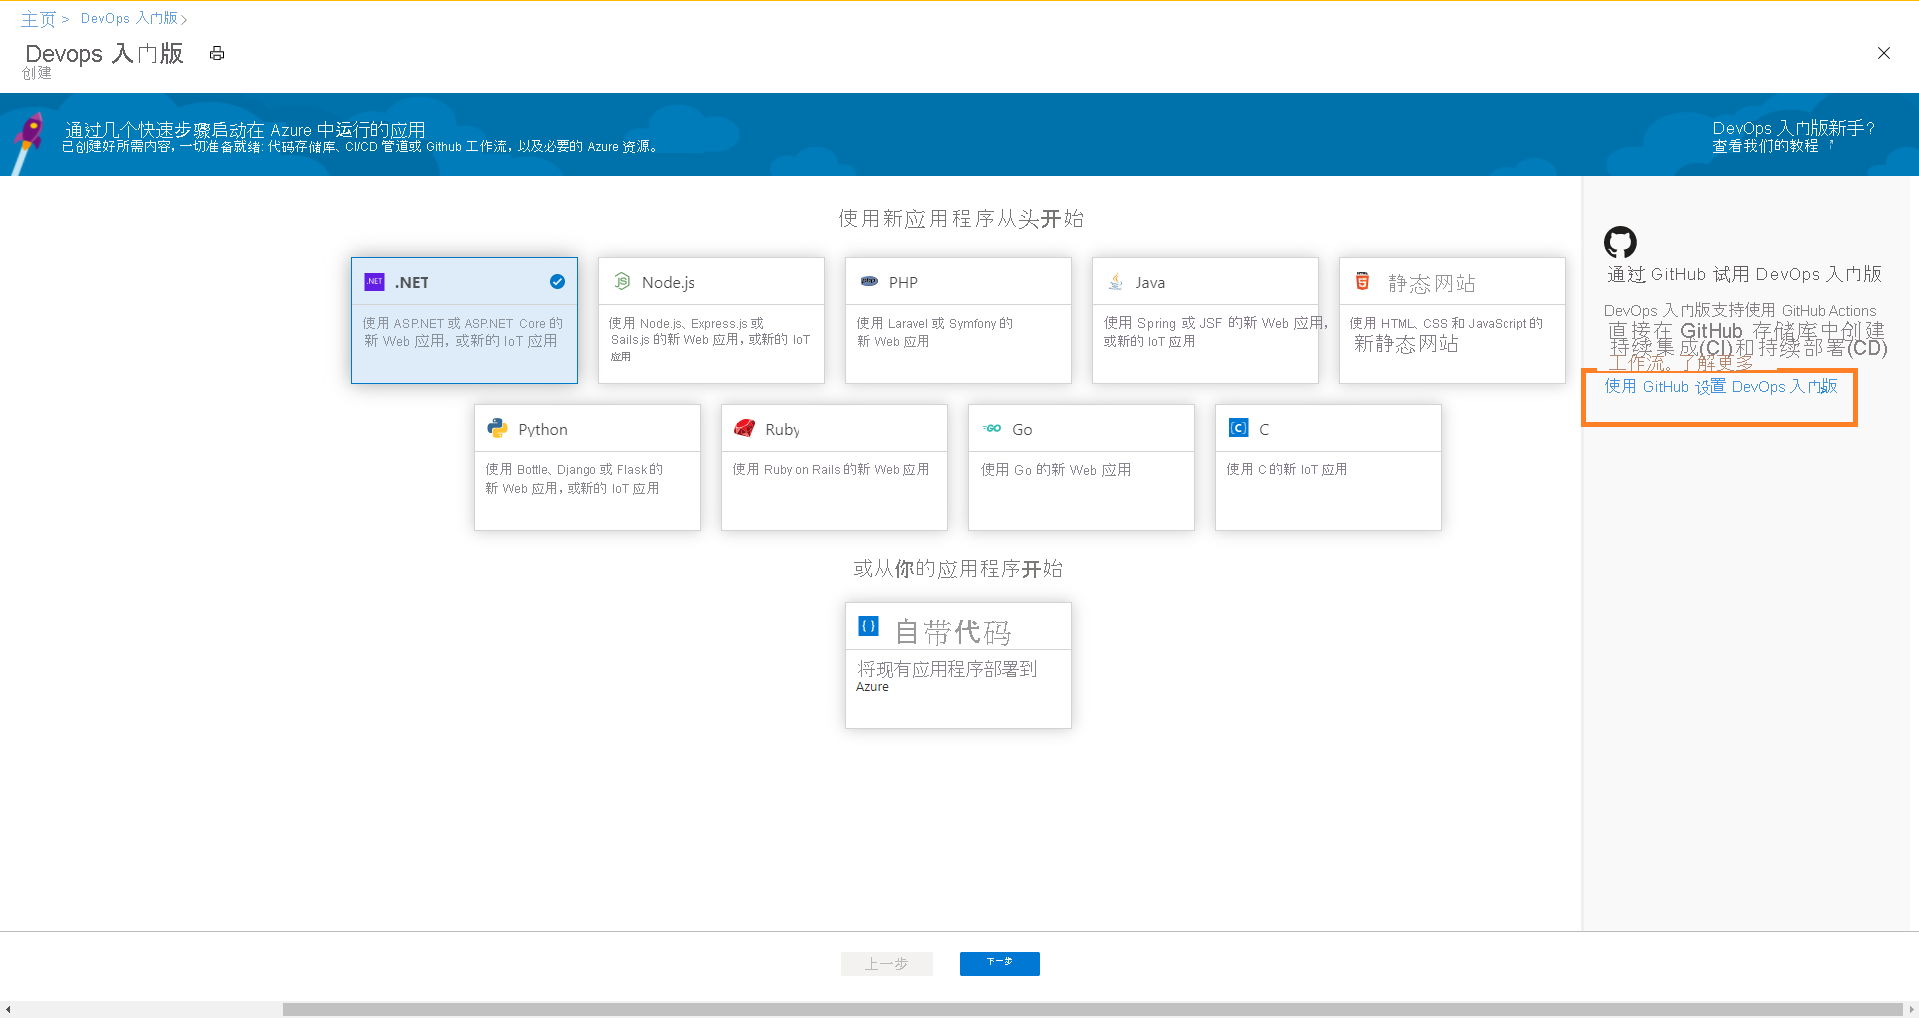 主页 > DevOps 入门版 >
Devops 入门版
创建
通过几个快速步骤启动在 Azure 中运行的应用
已创建好所需内容,一切准备就绪: 代码存储库、CI/CD 管道或 Github 工作流,以及必要的 Azure 资源。
DevOps 入门版新手?
查看我们的教程
使用新应用程序从头开始
.NET
.NET
使用 ASP.NET 或 ASP.NET Core 的
新 Web 应用,或新的 IoT 应用
Node.js
使用 Node.js、Express.js 或
Sails.js 的新 Web 应用,或新的 IoT
应用
php
PHP
使用 Laravel 或 Symfony 的
新 Web 应用
Java
使用 Spring 或 JSF 的新 Web 应用,
或新的 IoT 应用
静态网站
使用 HTML、CSS 和 JavaScript 的
新静态网站
Python
使用 Bottle、Django 或 Flask 的
新 Web 应用,或新的 IoT 应用
Ruby
使用 Ruby on Rails 的新 Web 应用
GO
Go
使用 Go 的新 Web 应用
C
使用 C 的新 IoT 应用
或从你的应用程序开始
{ }
自带代码
将现有应用程序部署到
Azure
通过 GitHub 试用 DevOps 入门版
DevOps 入门版支持使用 GitHub Actions
直接在 GitHub 存储库中创建
持续集成(CI)和持续部署(CD)
工作流。了解更多
使用 GitHub 设置 DevOps 入门版
上一步
下一步